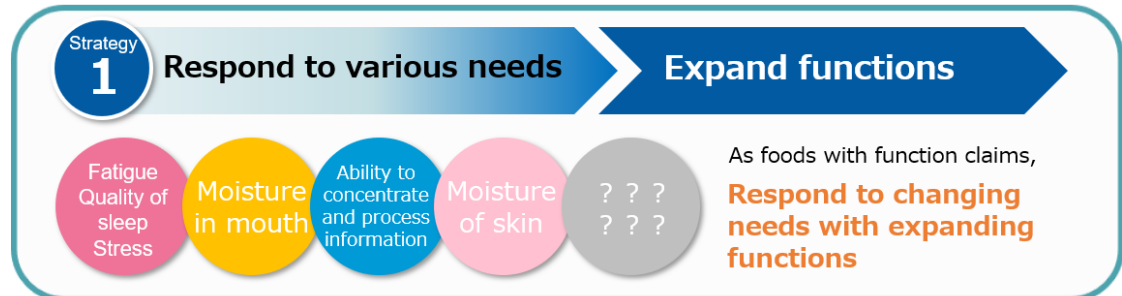 Strategy
1
Respond to various needs
Expand functions
Fatigue
Quality of
sleep
Stress
Moisture
in mouth
Ability to
concentrate
and process
information
Moisture
of skin
? ? ?
? ? ?
As foods with function claims,
Respond to changing
needs with expanding
functions